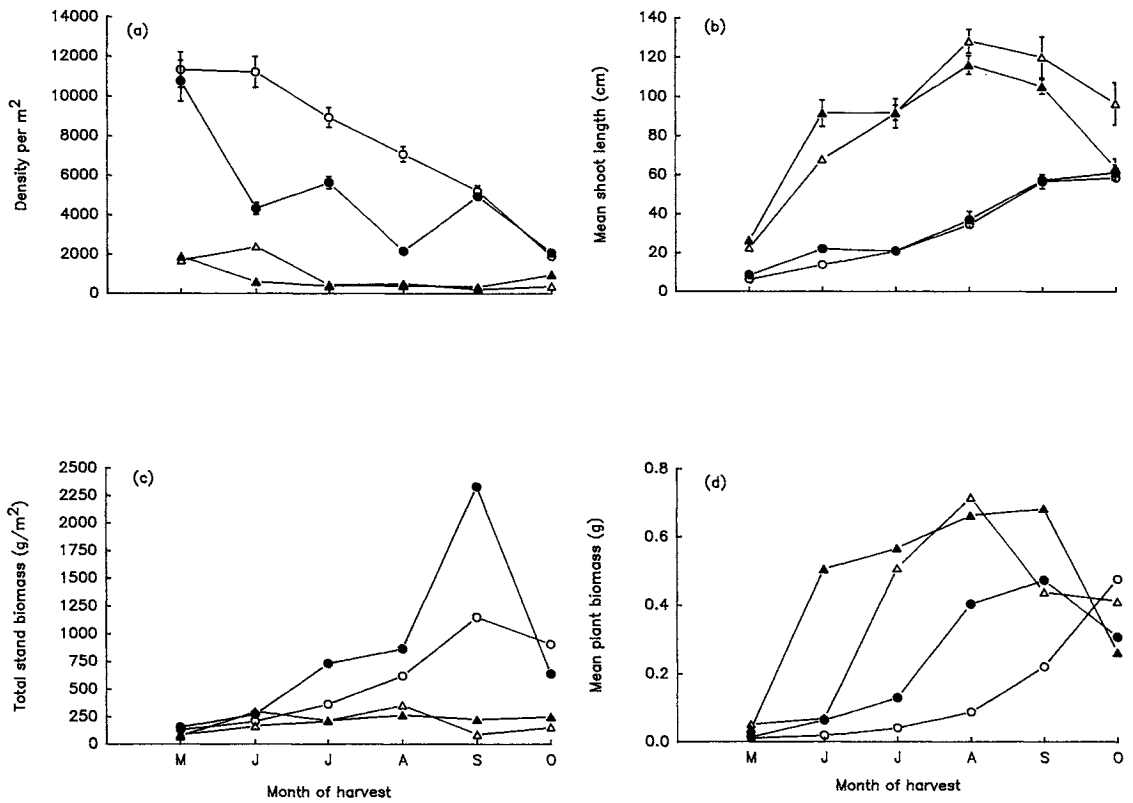 (a)
Density per m2
14000
12000
10000
8000
6000
4000
2000
0
(b)
Mean shoot length (cm)
140
120
100
80
60
40
20
0
(c)
Total stand biomass (g/m2)
2500
2250
2000
1750
1500
1250
1000
750
500
250
0
M J J A S O
Month of harvest
(d)
Mean plant biomass (g)
0.8
0.6
0.4
0.2
0.0
M J J A S O
Month of harvest